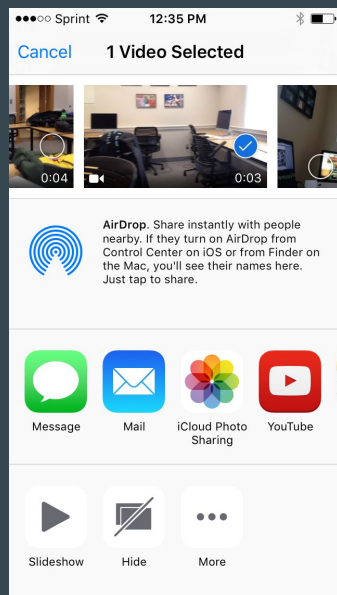 Sprint 12:35 PM
Cancel 1 Video Selected
0:04 0:03
AirDrop. Share instantly with people
nearby. If they turn on AirDrop from
Control Center on iOS or from Finder on
the Mac, you'll see their names here.
Just tap to share.
Message Mail iCloud Photo YouTube
Sharing
Slideshow Hide More